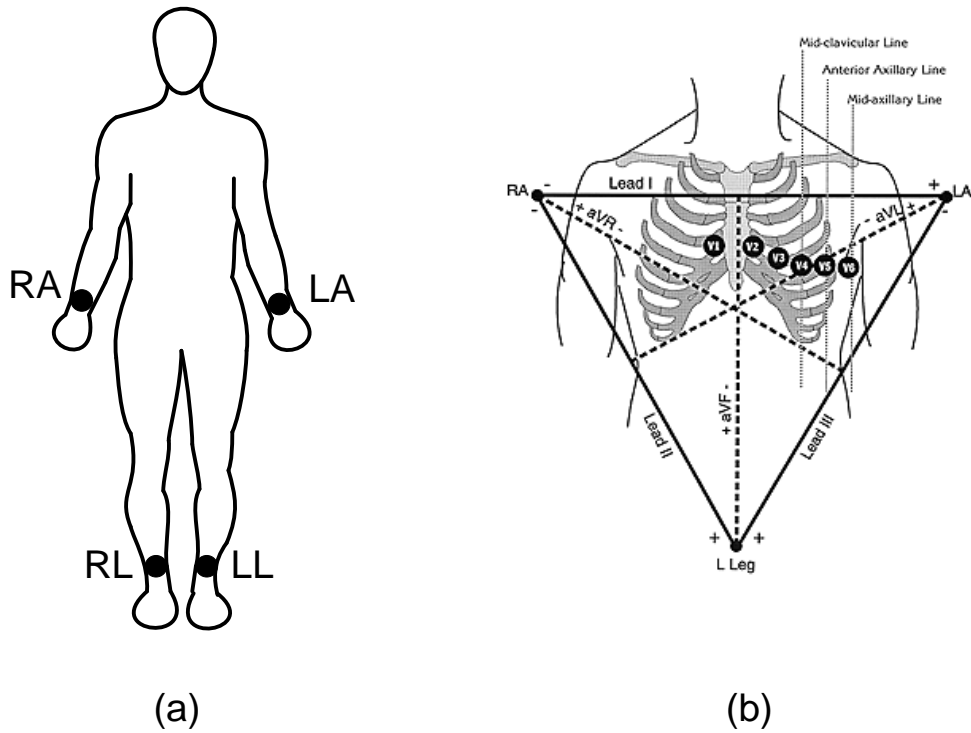 RA
LA
RL
LL
(a)
Mid-clavicular Line
Anterior Axillary Line
Mid-axillary Line
RA
-
Lead I
+
LA
-
+ aVR -
- aVL +
-
V1
V2
V3
V4
V5
V6
+ aVF -
Lead II
Lead III
+
+
L Leg
(b)